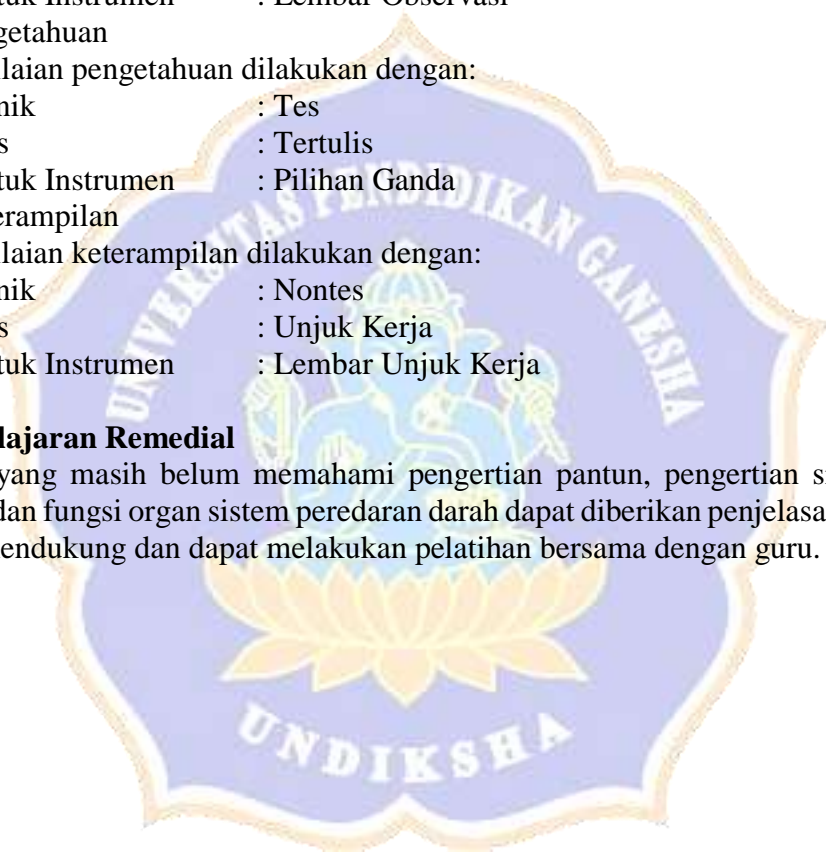 tuk Instrumen : Lembar Observasi
getahuan
ilaian pengetahuan dilakukan dengan:
nik : Tes
s : Tertulis
tuk Instrumen : Pilihan Ganda
erampilan
ilaian keterampilan dilakukan dengan:
nik : Nontes
s : Unjuk Kerja
tuk Instrumen : Lembar Unjuk Kerja
lajaran Remedial
yang masih belum memahami pengertian pantun, pengertian s
dan fungsi organ sistem peredaran darah dapat diberikan penjelasa
endukung dan dapat melakukan pelatihan bersama dengan guru.
UNIVERSITAS PENDIDIKAN GANESHA
UNDIKSHA